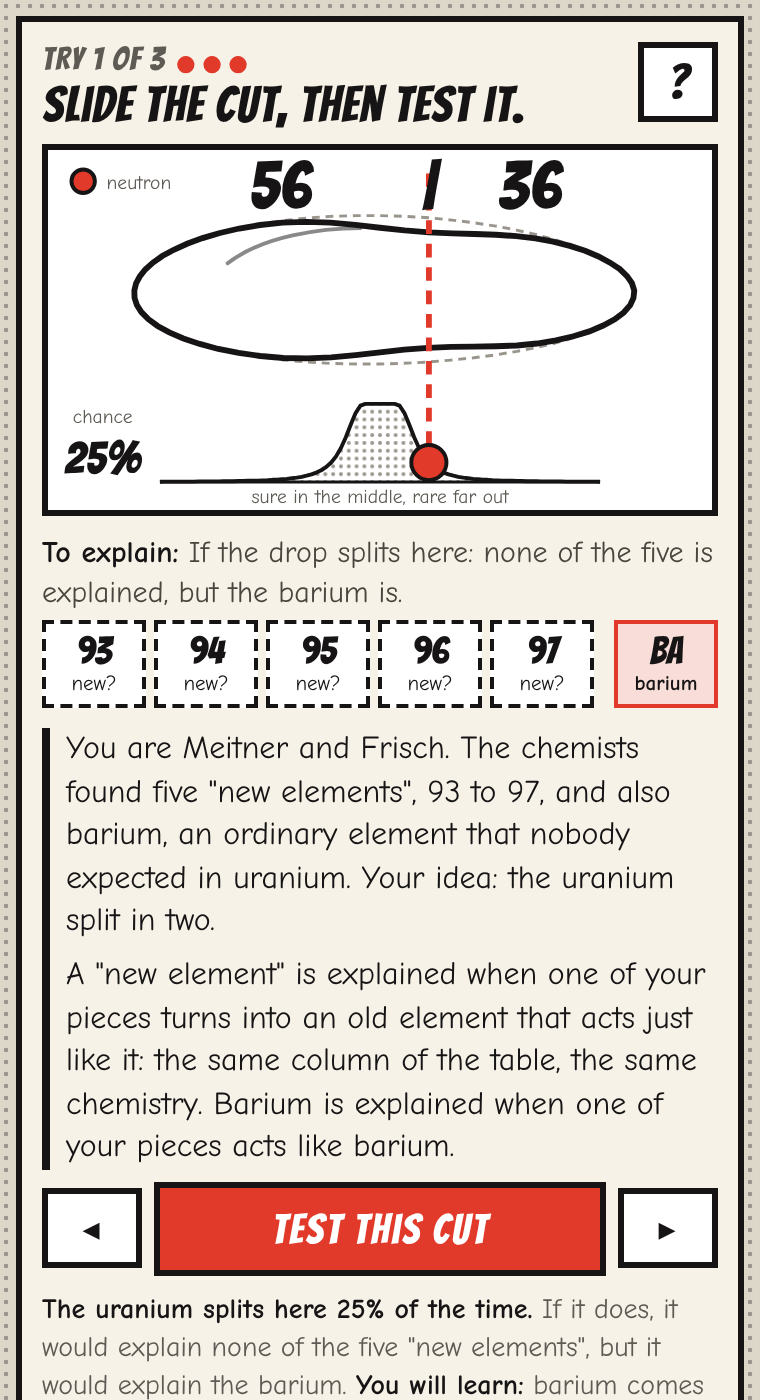 TRY 1 OF 3
SLIDE THE CUT, THEN TEST IT.
?
neutron
56 / 36
chance
25%
sure in the middle, rare far out
To explain: If the drop splits here: none of the five is
explained, but the barium is.
93 94 95 96 97 BA
new? new? new? new? new? barium
You are Meitner and Frisch. The chemists
found five "new elements", 93 to 97, and also
barium, an ordinary element that nobody
expected in uranium. Your idea: the uranium
split in two.
A "new element" is explained when one of your
pieces turns into an old element that acts just
like it: the same column of the table, the same
chemistry. Barium is explained when one of
your pieces acts like barium.
◄ TEST THIS CUT ►
The uranium splits here 25% of the time. If it does, it
would explain none of the five "new elements", but it
would explain the barium. You will learn: barium comes